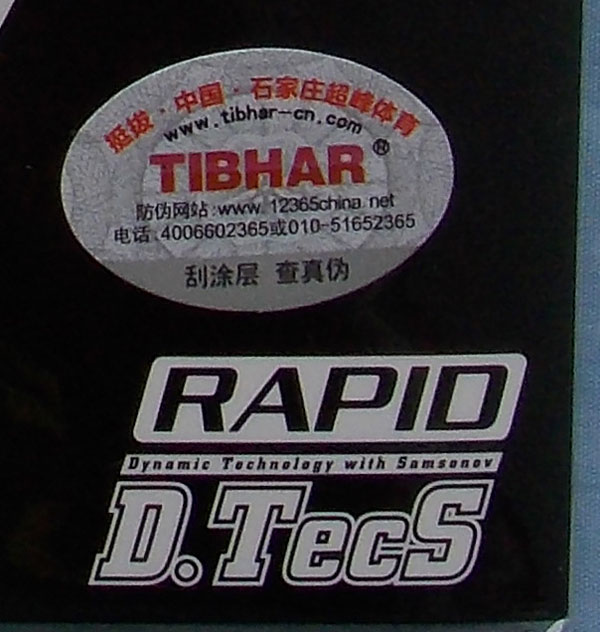 挺拔·中国·石家庄超峰体育
www.tibhar-cn.com
TIBHAR®
防伪网站:www.12365china.net
电话:4006602365或010-51652365
刮涂层 查真伪
RAPID
Dynamic Technology with Samsonov
D.TecS